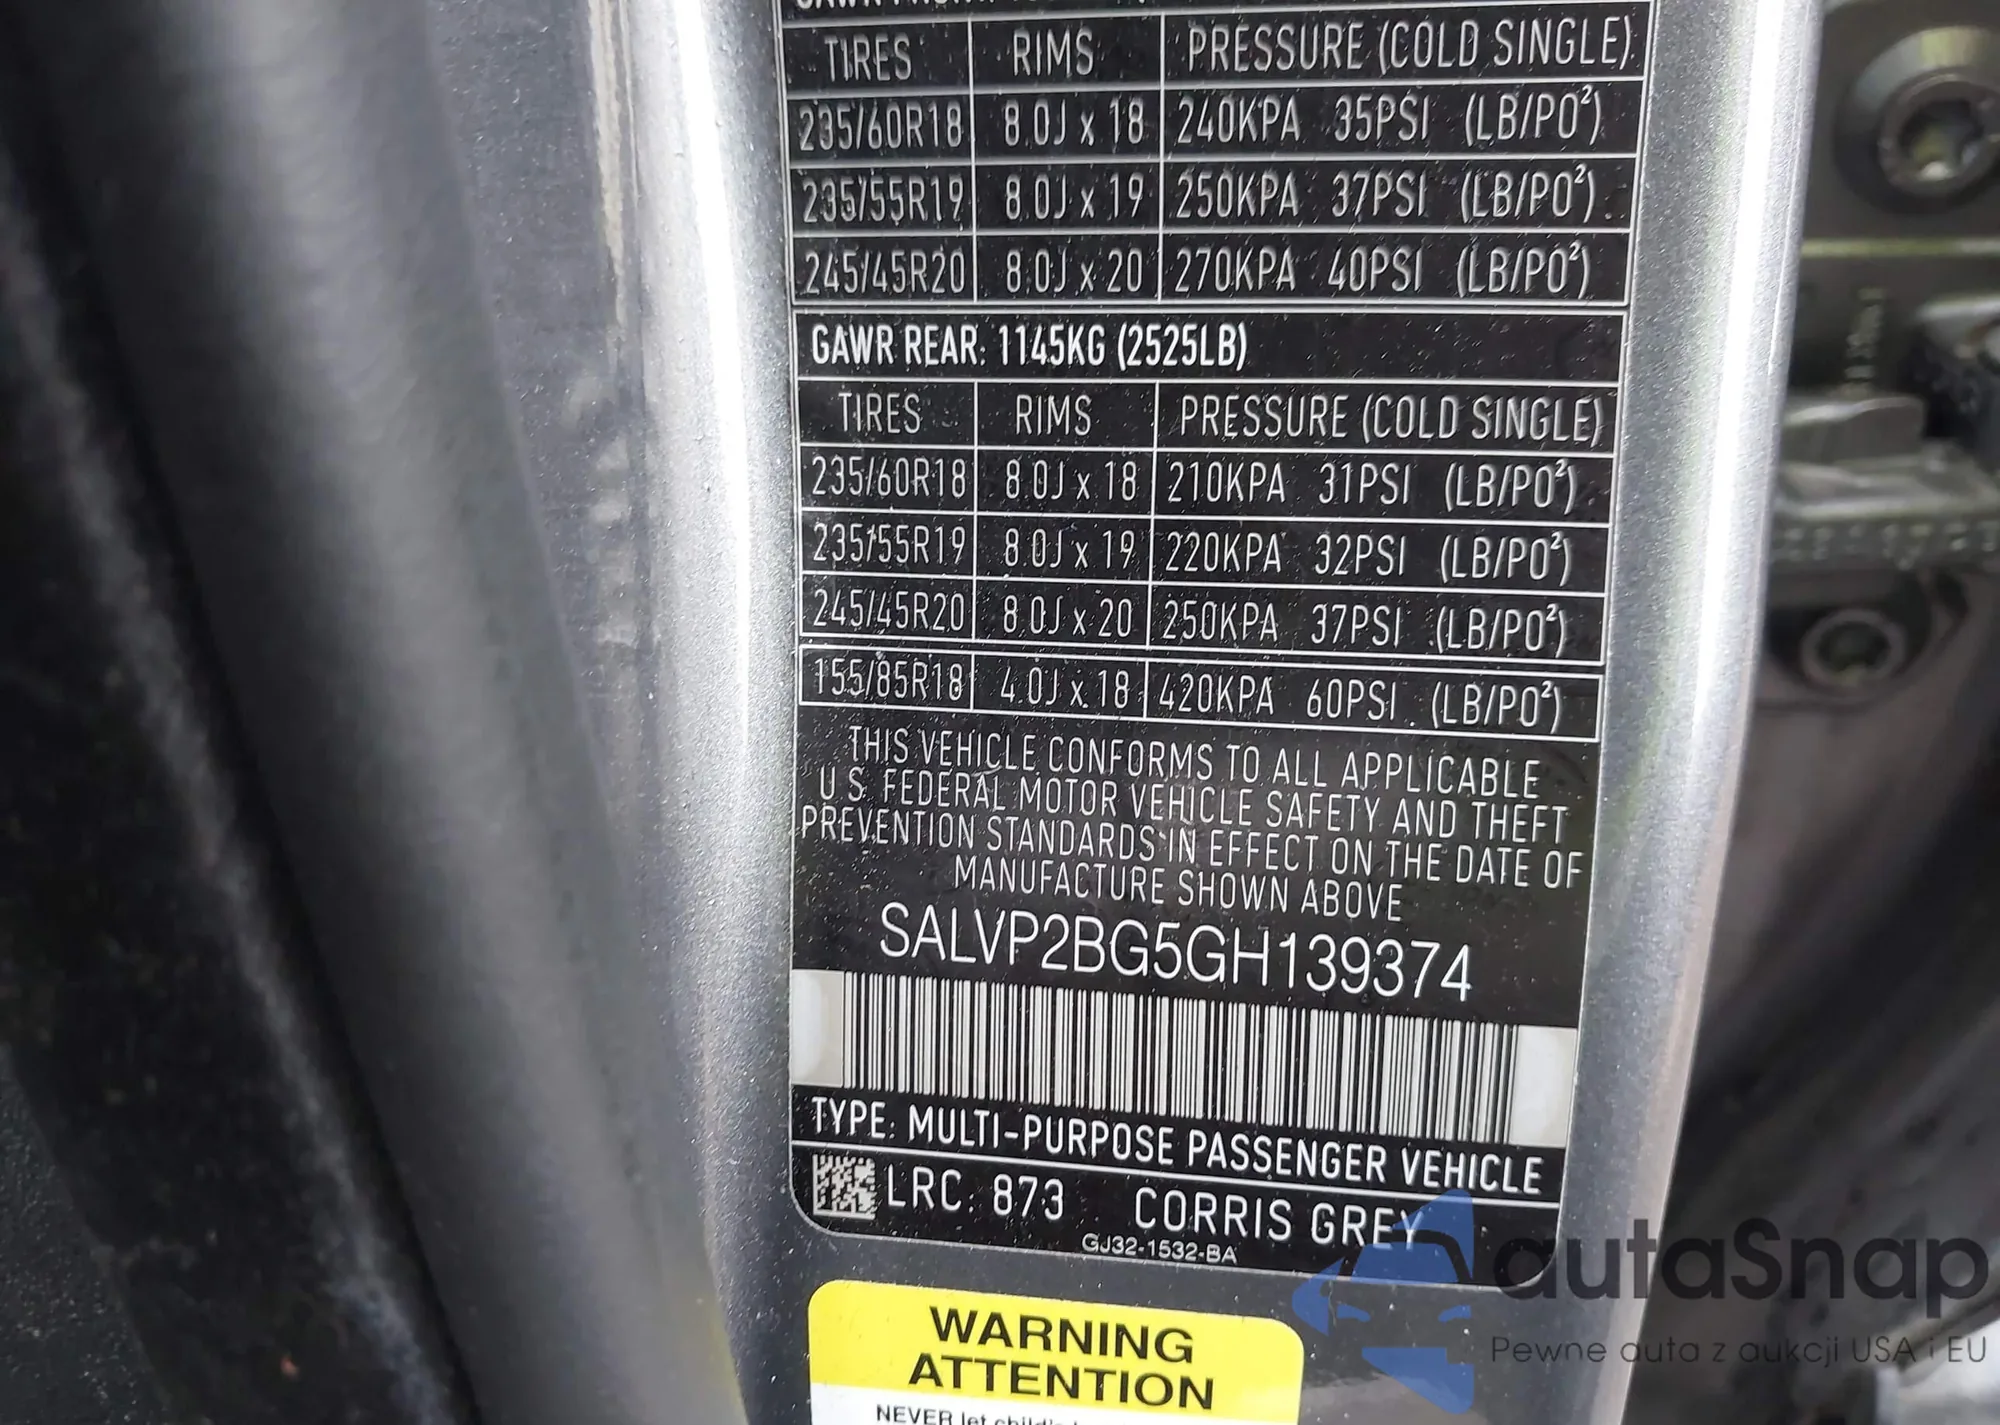 TIRES RIMS PRESSURE (COLD SINGLE)
235/60R18 8.0J x 18 240KPA 35PSI (LB/PO²)
235/55R19 8.0J x 19 250KPA 37PSI (LB/PO²)
245/45R20 8.0J x 20 270KPA 40PSI (LB/PO²)
GAWR REAR: 1145KG (2525LB)
TIRES RIMS PRESSURE (COLD SINGLE)
235/60R18 8.0J x 18 210KPA 31PSI (LB/PO²)
235/55R19 8.0J x 19 220KPA 32PSI (LB/PO²)
245/45R20 8.0J x 20 250KPA 37PSI (LB/PO²)
155/85R18 4.0J x 18 420KPA 60PSI (LB/PO²)
THIS VEHICLE CONFORMS TO ALL APPLICABLE
U.S. FEDERAL MOTOR VEHICLE SAFETY AND THEFT
PREVENTION STANDARDS IN EFFECT ON THE DATE OF
MANUFACTURE SHOWN ABOVE
SALVP2BG5GH139374
TYPE: MULTI-PURPOSE PASSENGER VEHICLE
LRC: 873 CORRIS GREY
GJ32-1532-BA
WARNING
ATTENTION
NEVER let child's
autaSnap
Pewne auta z aukcji USA i EU